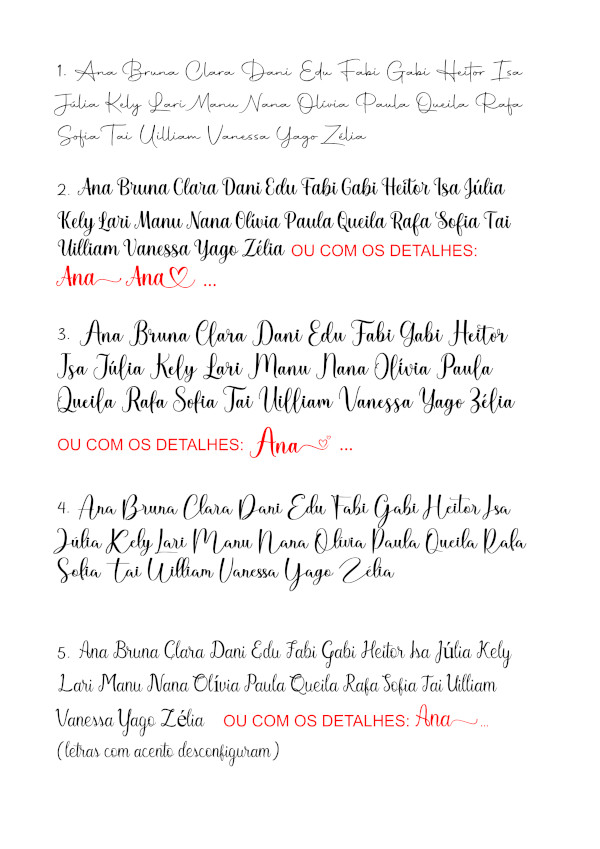 1. Ana Bruna Clara Dani Edu Fabi Gabi Heitor Isa
Júlia Kely Lari Manu Nana Olívia Paula Queila Rafa
Sofia Tai Uilliam Vanessa Yago Zélia
2. Ana Bruna Clara Dani Edu Fabi Gabi Heitor Isa Júlia
Kely Lari Manu Nana Olívia Paula Queila Rafa Sofia Tai
Uilliam Vanessa Yago Zélia OU COM OS DETALHES:
Ana Ana ...
3. Ana Bruna Clara Dani Edu Fabi Gabi Heitor
Isa Júlia Kely Lari Manu Nana Olívia Paula
Queila Rafa Sofia Tai Uilliam Vanessa Yago Zélia
OU COM OS DETALHES: Ana ...
4. Ana Bruna Clara Dani Edu Fabi Gabi Heitor Isa
Júlia Kely Lari Manu Nana Olívia Paula Queila Rafa
Sofia Tai Uilliam Vanessa Yago Zélia
5. Ana Bruna Clara Dani Edu Fabi Gabi Heitor Isa Júlia Kely
Lari Manu Nana Olívia Paula Queila Rafa Sofia Tai Uilliam
Vanessa Yago Zélia OU COM OS DETALHES: Ana ...
(letras com acento desconfiguram)